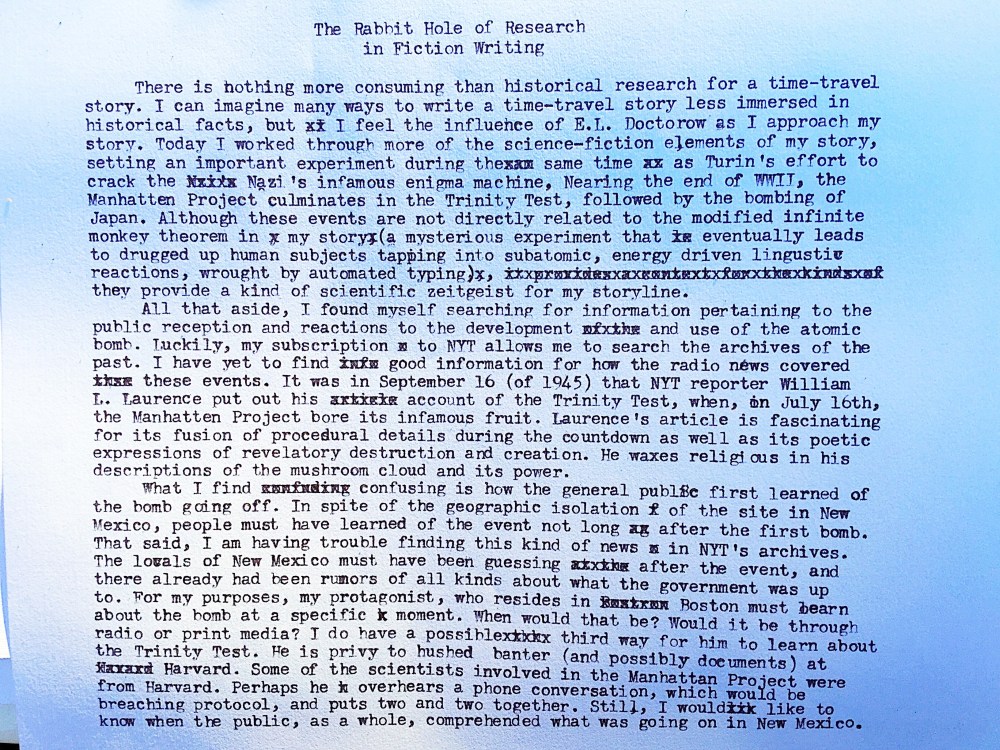 The Rabbit Hole of Research
in Fiction Writing
There is nothing more consuming than historical research for a time-travel
story. I can imagine many ways to write a time-travel story less immersed in
historical facts, but I feel the influence of E.L. Doctorow as I approach my
story. Today I worked through more of the science-fiction elements of my story,
setting an important experiment during the same time as Turin's effort to
crack the Nazi's infamous enigma machine, Nearing the end of WWII, the
Manhatten Project culminates in the Trinity Test, followed by the bombing of
Japan. Although these events are not directly related to the modified infinite
monkey theorem in my story (a mysterious experiment that eventually leads
to drugged up human subjects tapping into subatomic, energy driven lingustic
reactions, wrought by automated typing),
they provide a kind of scientific zeitgeist for my storyline.
All that aside, I found myself searching for information pertaining to the
public reception and reactions to the development and use of the atomic
bomb. Luckily, my subscription to NYT allows me to search the archives of the
past. I have yet to find good information for how the radio news covered
these events. It was in September 16 (of 1945) that NYT reporter William
L. Laurence put out his account of the Trinity Test, when, on July 16th,
the Manhatten Project bore its infamous fruit. Laurence's article is fascinating
for its fusion of procedural details during the countdown as well as its poetic
expressions of revelatory destruction and creation. He waxes religious in his
descriptions of the mushroom cloud and its power.
What I find confusing is how the general public first learned of
the bomb going off. In spite of the geographic isolation of the site in New
Mexico, people must have learned of the event not long after the first bomb.
That said, I am having trouble finding this kind of news in NYT's archives.
The locals of New Mexico must have been guessing after the event, and
there already had been rumors of all kinds about what the government was up
to. For my purposes, my protagonist, who resides in Boston must learn
about the bomb at a specific moment. When would that be? Would it be through
radio or print media? I do have a possible third way for him to learn about
the Trinity Test. He is privy to hushed banter (and possibly documents) at
Harvard. Some of the scientists involved in the Manhattan Project were
from Harvard. Perhaps he overhears a phone conversation, which would be
breaching protocol, and puts two and two together. Still, I would like to
know when the public, as a whole, comprehended what was going on in New Mexico.